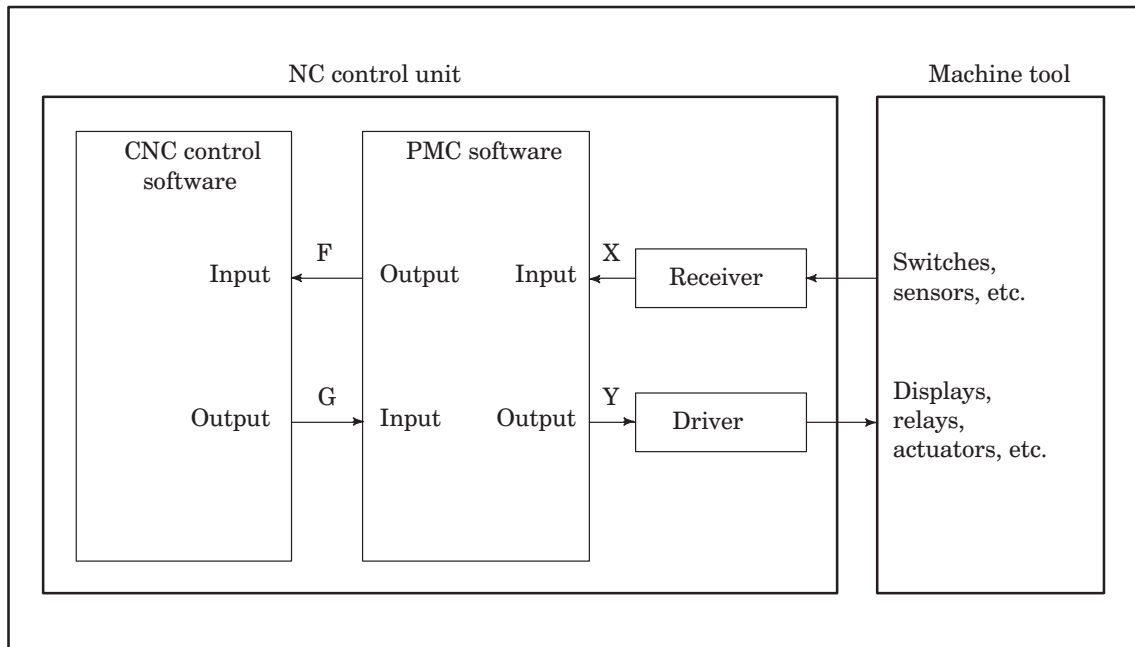 NC control unit
Machine tool
CNC control
software
PMC software
F
X
Input
Output
Input
Receiver
Switches,
sensors, etc.
G
Y
Output
Input
Output
Driver
Displays,
relays,
actuators, etc.